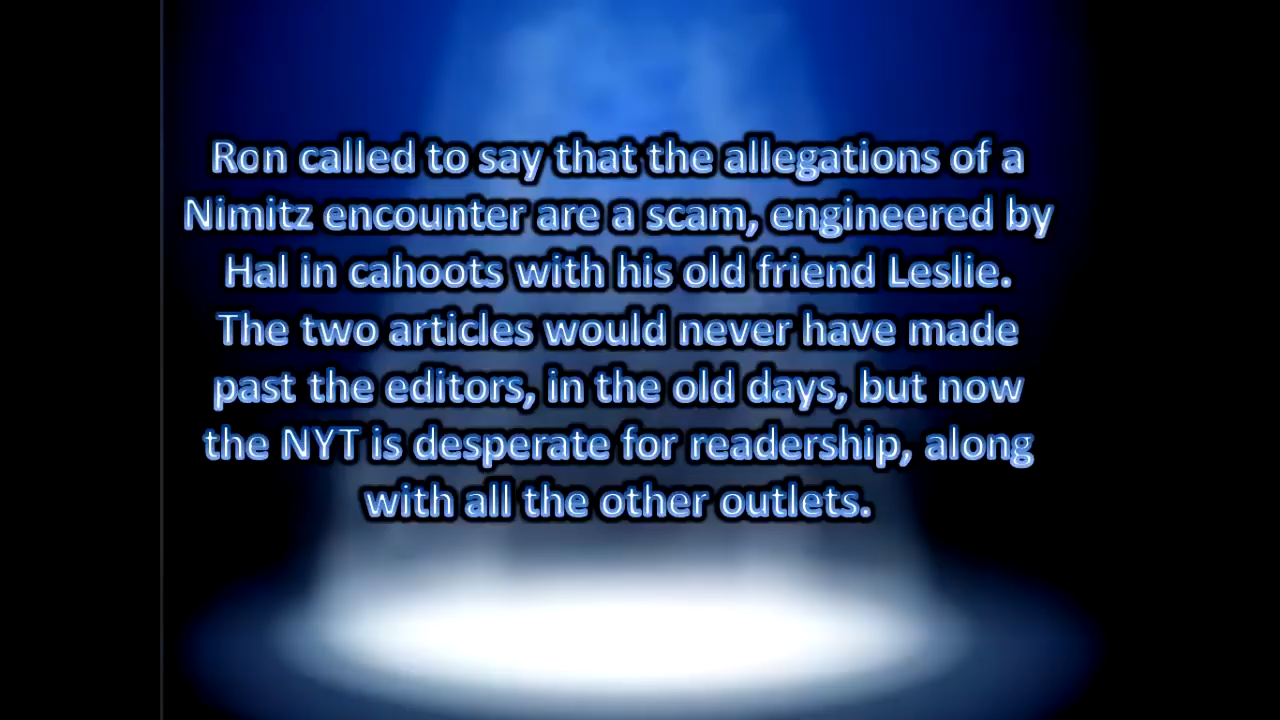 Ron called to say that the allegations of a
Nimitz encounter are a scam, engineered by
Hal in cahoots with his old friend Leslie.
The two articles would never have made
past the editors, in the old days, but now
the NYT is desperate for readership, along
with all the other outlets.